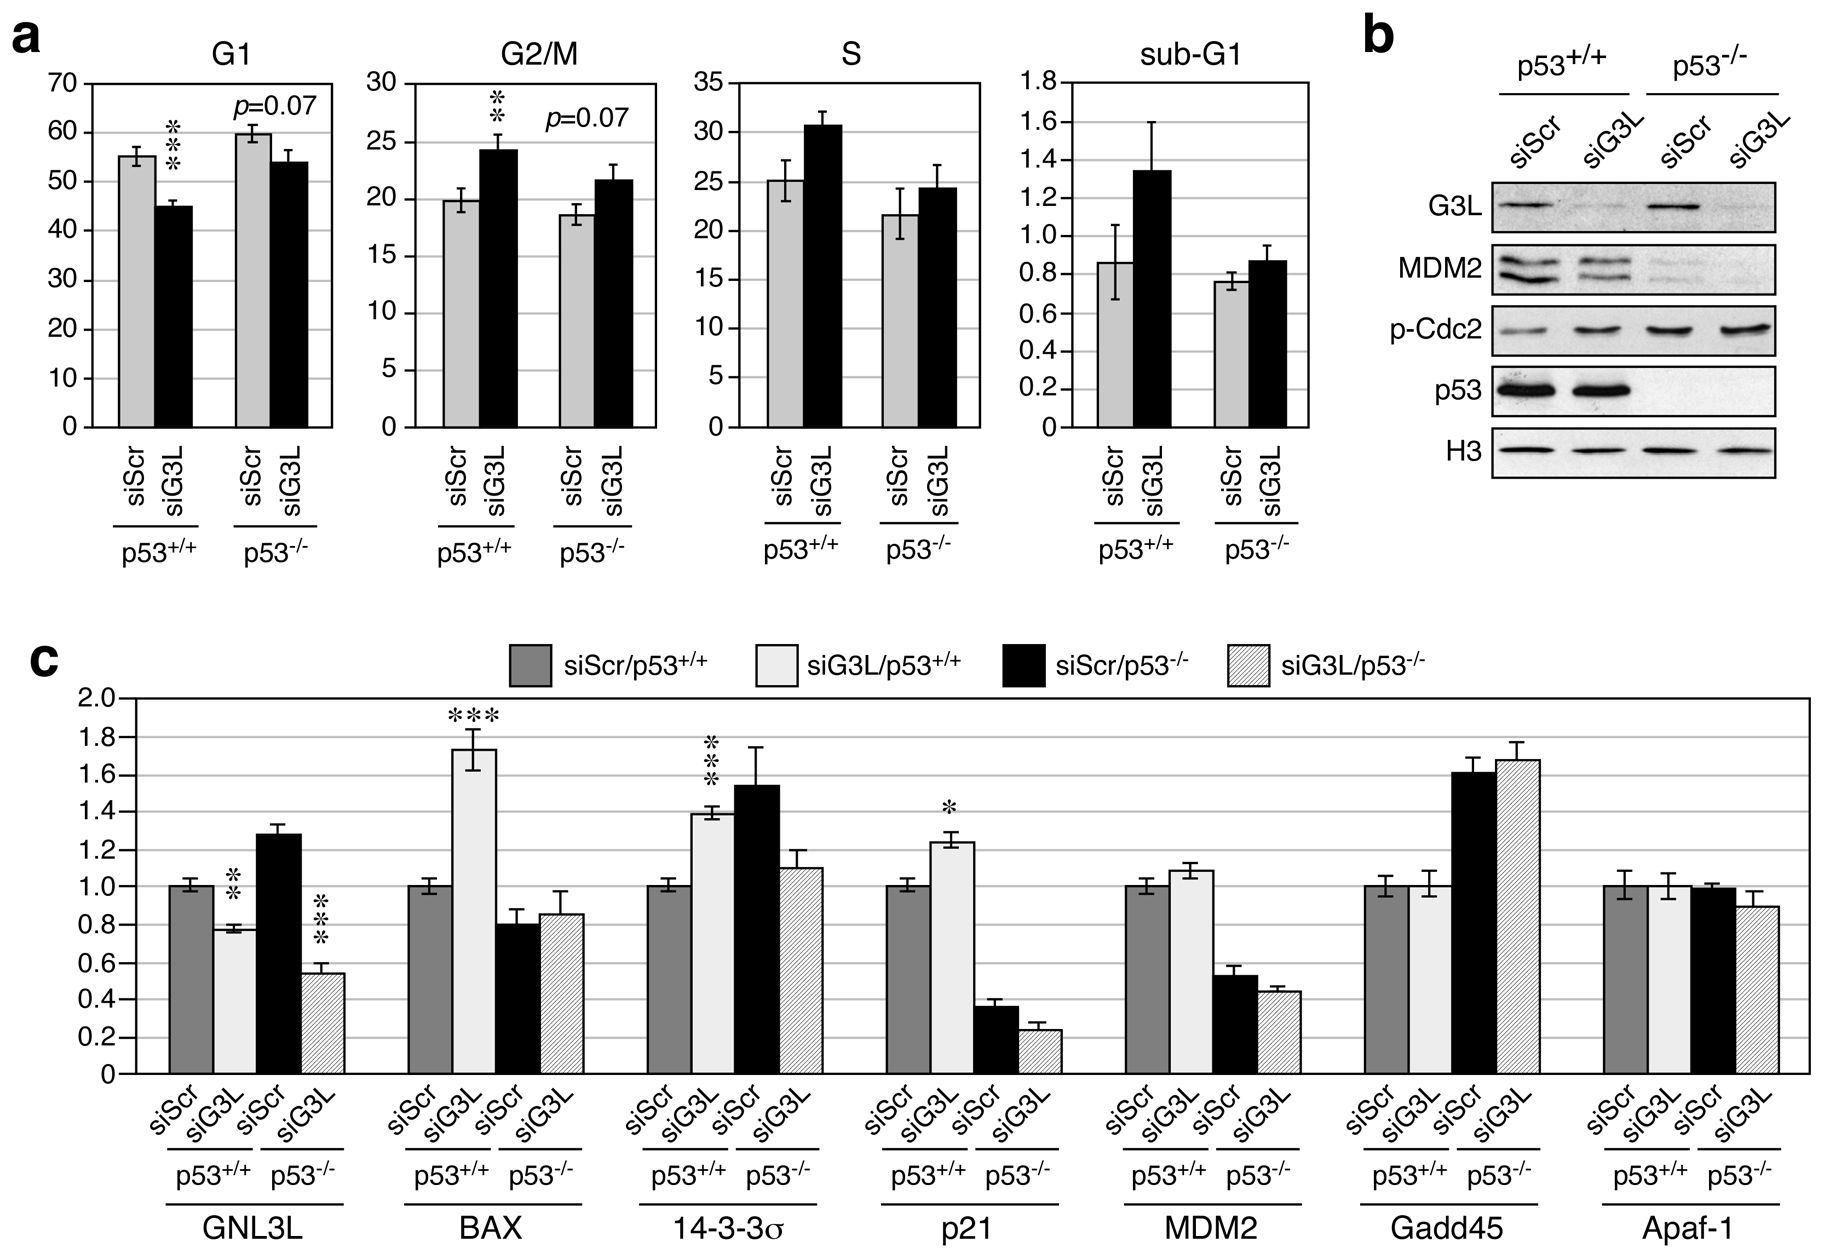 a
G1
G2/M
S
sub-G1
70
60
50
40
30
20
10
0
***
p=0.07
siScr
siG3L
siScr
siG3L
p53+/+
p53-/-
30
25
20
15
10
5
0
**
p=0.07
siScr
siG3L
siScr
siG3L
p53+/+
p53-/-
35
30
25
20
15
10
5
0
siScr
siG3L
siScr
siG3L
p53+/+
p53-/-
1.8
1.6
1.4
1.2
1.0
0.8
0.6
0.4
0.2
0
siScr
siG3L
siScr
siG3L
p53+/+
p53-/-
b
p53+/+ p53-/-
siScr siG3L siScr siG3L
G3L
MDM2
p-Cdc2
p53
H3
c
siScr/p53+/+ siG3L/p53+/+ siScr/p53-/- siG3L/p53-/-
2.0
1.8
1.6
1.4
1.2
1.0
0.8
0.6
0.4
0.2
0
**
***
***
***
*
siScr siG3L siScr siG3L siScr siG3L siScr siG3L siScr siG3L siScr siG3L siScr siG3L siScr siG3L siScr siG3L siScr siG3L siScr siG3L siScr siG3L siScr siG3L siScr siG3L
p53+/+ p53-/- p53+/+ p53-/- p53+/+ p53-/- p53+/+ p53-/- p53+/+ p53-/- p53+/+ p53-/- p53+/+ p53-/-
GNL3L BAX 14-3-3σ p21 MDM2 Gadd45 Apaf-1